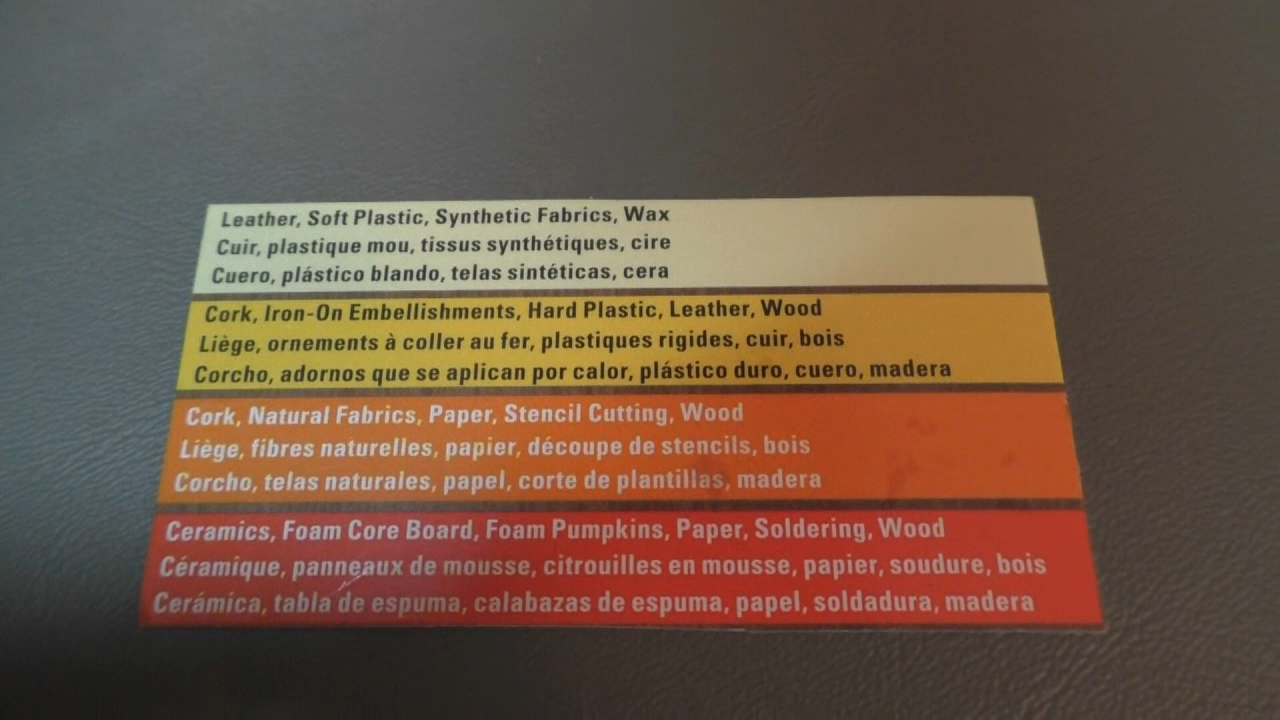 Leather, Soft Plastic, Synthetic Fabrics, Wax
Cuir, plastique mou, tissus synthétiques, cire
Cuero, plástico blando, telas sintéticas, cera
Cork, Iron-On Embellishments, Hard Plastic, Leather, Wood
Liège, ornements à coller au fer, plastiques rigides, cuir, bois
Corcho, adornos que se aplican por calor, plástico duro, cuero, madera
Cork, Natural Fabrics, Paper, Stencil Cutting, Wood
Liège, fibres naturelles, papier, découpe de stencils, bois
Corcho, telas naturales, papel, corte de plantillas, madera
Ceramics, Foam Core Board, Foam Pumpkins, Paper, Soldering, Wood
Céramique, panneaux de mousse, citrouilles en mousse, papier, soudure, bois
Cerámica, tabla de espuma, calabazas de espuma, papel, soldadura, madera